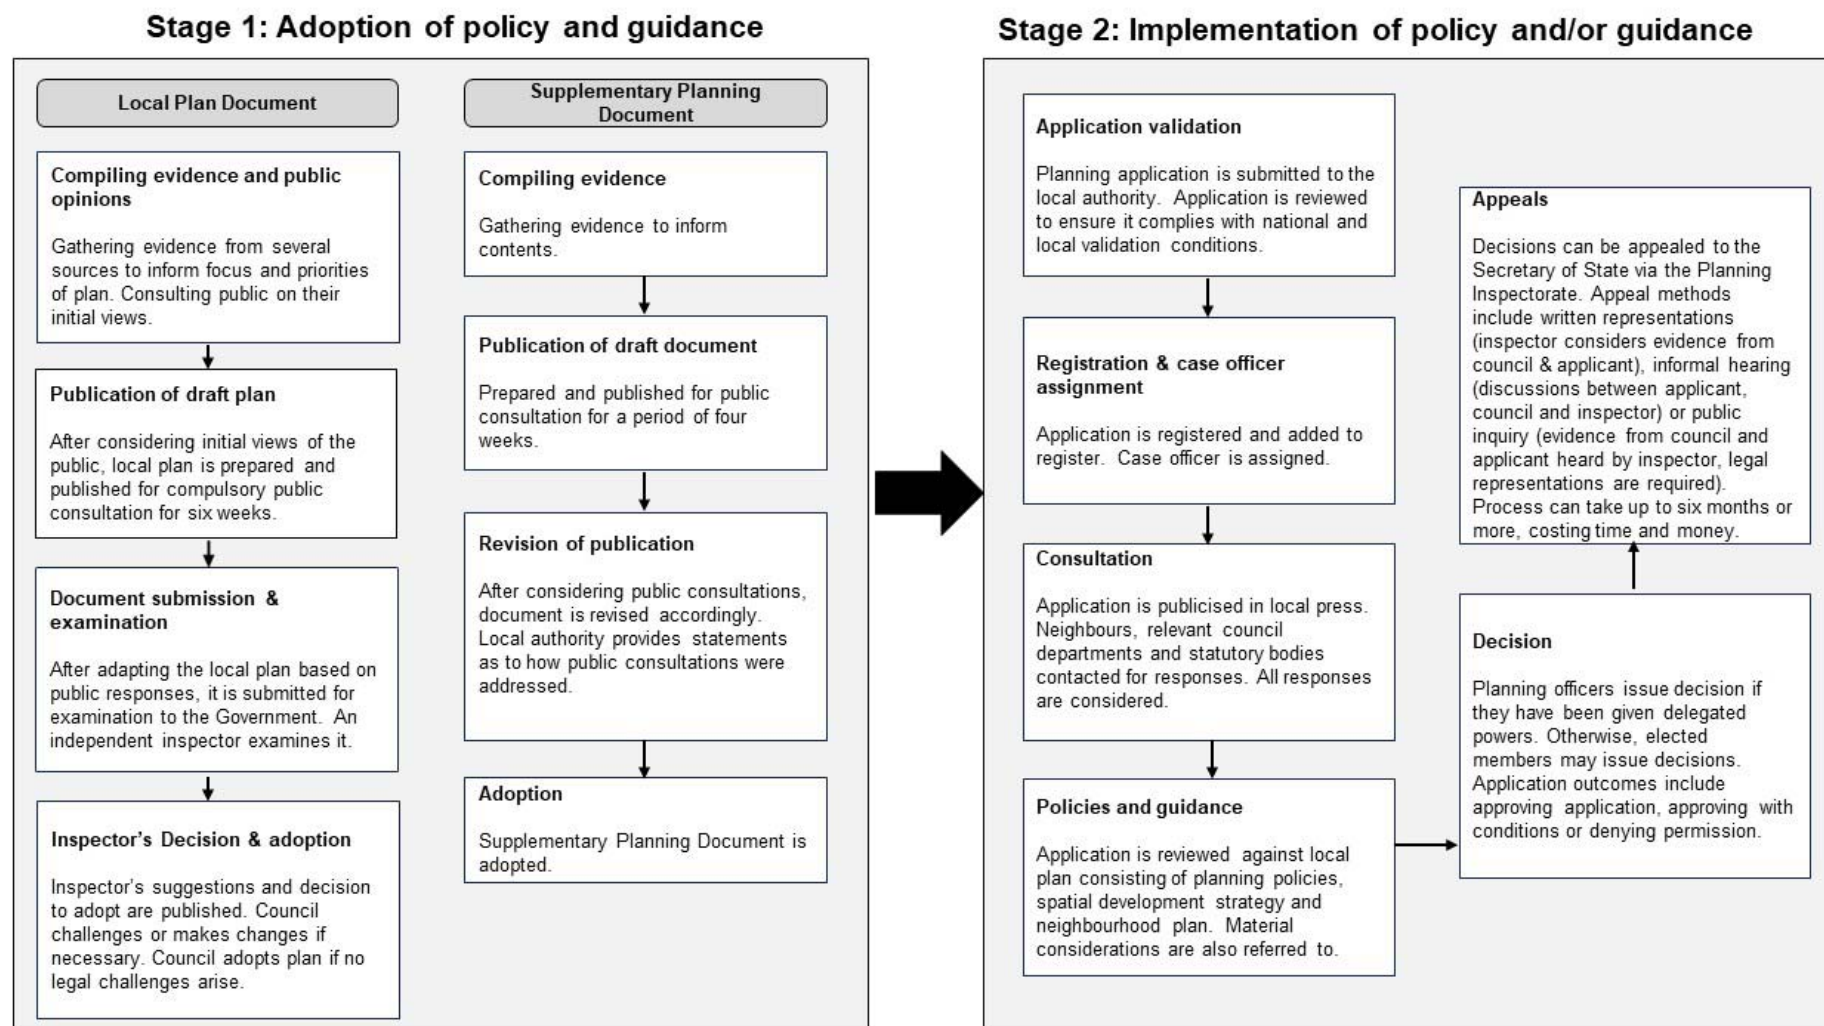 Stage 1: Adoption of policy and guidance
Local Plan Document
Compiling evidence and public
opinions
Gathering evidence from several
sources to inform focus and priorities
of plan. Consulting public on their
initial views.
Publication of draft plan
After considering initial views of the
public, local plan is prepared and
published for compulsory public
consultation for six weeks.
Document submission &
examination
After adapting the local plan based on
public responses, it is submitted for
examination to the Government. An
independent inspector examines it.
Inspector's Decision & adoption
Inspector's suggestions and decision
to adopt are published. Council
challenges or makes changes if
necessary. Council adopts plan if no
legal challenges arise.
Supplementary Planning
Document
Compiling evidence
Gathering evidence to inform
contents.
Publication of draft document
Prepared and published for public
consultation for a period of four
weeks.
Revision of publication
After considering public consultations,
document is revised accordingly.
Local authority provides statements
as to how public consultations were
addressed.
Adoption
Supplementary Planning Document is
adopted.
Stage 2: Implementation of policy and/or guidance
Application validation
Planning application is submitted to the
local authority. Application is reviewed
to ensure it complies with national and
local validation conditions.
Registration & case officer
assignment
Application is registered and added to
register. Case officer is assigned.
Consultation
Application is publicised in local press.
Neighbours, relevant council
departments and statutory bodies
contacted for responses. All responses
are considered.
Policies and guidance
Application is reviewed against local
plan consisting of planning policies,
spatial development strategy and
neighbourhood plan. Material
considerations are also referred to.
Decision
Planning officers issue decision if
they have been given delegated
powers. Otherwise, elected
members may issue decisions.
Application outcomes include
approving application, approving with
conditions or denying permission.
Appeals
Decisions can be appealed to the
Secretary of State via the Planning
Inspectorate. Appeal methods
include written representations
(inspector considers evidence from
council & applicant), informal hearing
(discussions between applicant,
council and inspector) or public
inquiry (evidence from council and
applicant heard by inspector, legal
representations are required).
Process can take up to six months or
more, costing time and money.